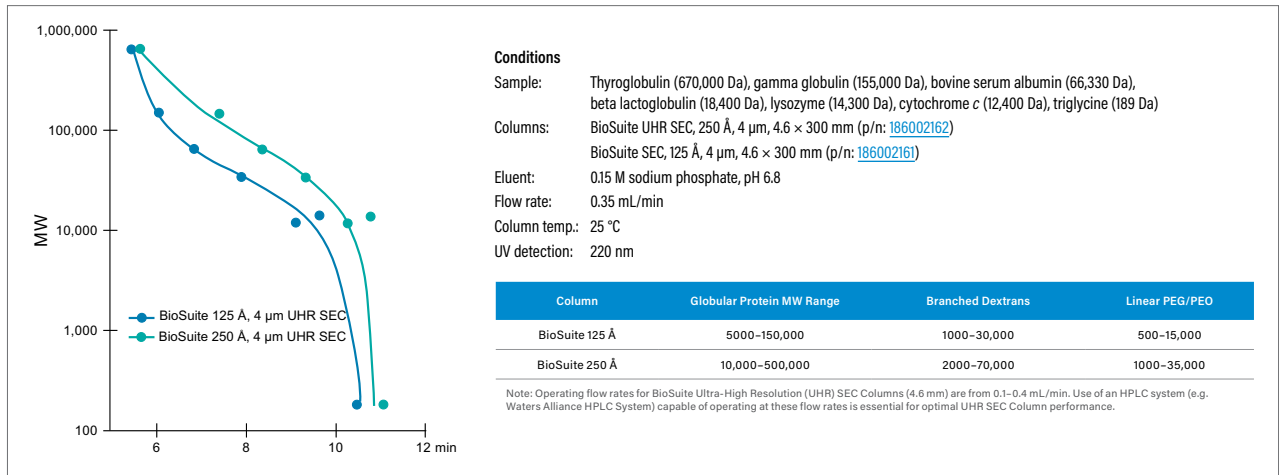 1,000,000
100,000
10,000
1,000
100
MW
6
8
10
12 min
BioSuite 125 Å, 4 µm UHR SEC
BioSuite 250 Å, 4 µm UHR SEC
Conditions
Sample: Thyroglobulin (670,000 Da), gamma globulin (155,000 Da), bovine serum albumin (66,330 Da),
beta lactoglobulin (18,400 Da), lysozyme (14,300 Da), cytochrome c (12,400 Da), triglycine (189 Da)
Columns: BioSuite UHR SEC, 250 Å, 4 µm, 4.6 × 300 mm (p/n: 186002162)
BioSuite SEC, 125 Å, 4 µm, 4.6 × 300 mm (p/n: 186002161)
Eluent: 0.15 M sodium phosphate, pH 6.8
Flow rate: 0.35 mL/min
Column temp.: 25 °C
UV detection: 220 nm
Column Globular Protein MW Range Branched Dextrans Linear PEG/PEO
BioSuite 125 Å 5000–150,000 1000–30,000 500–15,000
BioSuite 250 Å 10,000–500,000 2000–70,000 1000–35,000
Note: Operating flow rates for BioSuite Ultra-High Resolution (UHR) SEC Columns (4.6 mm) are from 0.1–0.4 mL/min. Use of an HPLC system (e.g.
Waters Alliance HPLC System) capable of operating at these flow rates is essential for optimal UHR SEC Column performance.